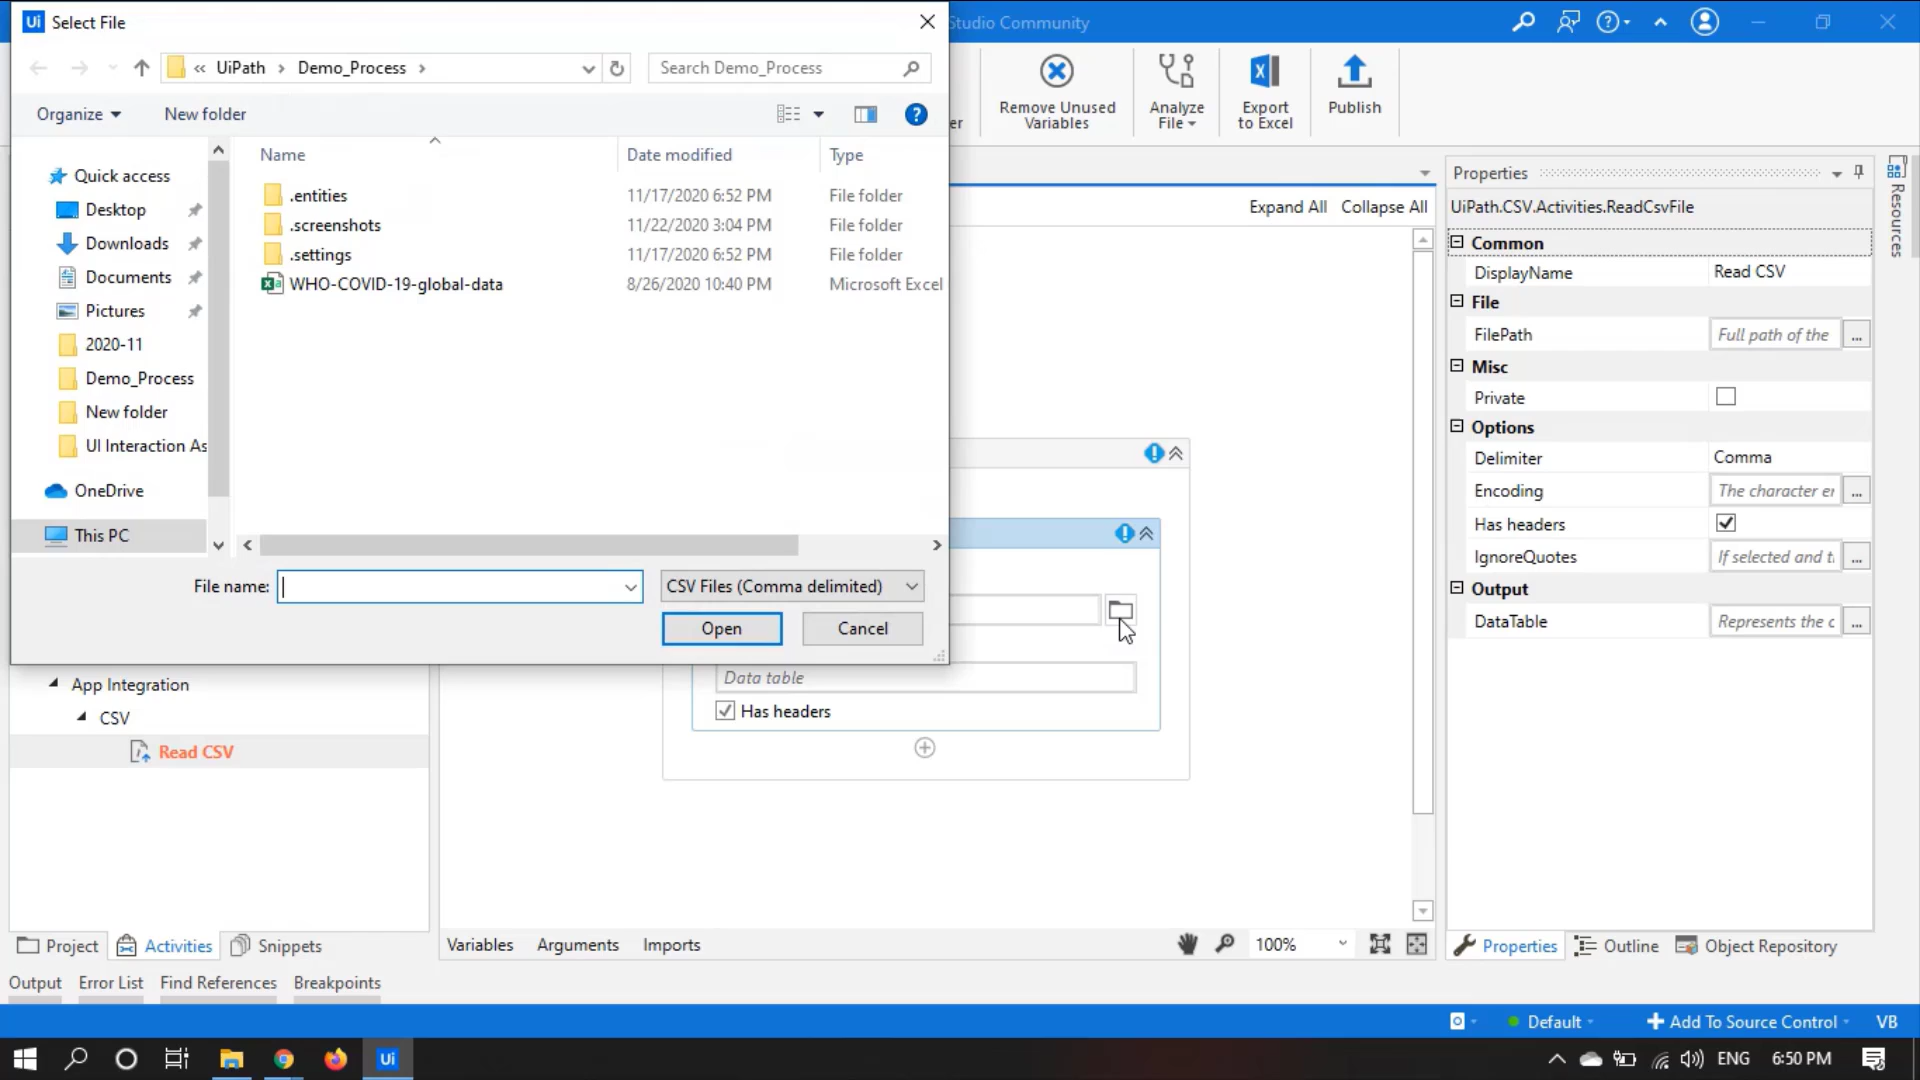 Ui Select File
Studio Community
« UiPath › Demo_Process ›
Search Demo_Process
Organize
New folder
Remove Unused
Variables
Analyze
File
Export
to Excel
Publish
er
Name
Date modified
Type
Quick access
Desktop
Downloads
Documents
Pictures
2020-11
Demo_Process
New folder
UI Interaction As
OneDrive
This PC
.entities 11/17/2020 6:52 PM File folder
.screenshots 11/22/2020 3:04 PM File folder
.settings 11/17/2020 6:52 PM File folder
WHO-COVID-19-global-data 8/26/2020 10:40 PM Microsoft Excel
File name:
CSV Files (Comma delimited)
Open
Cancel
Expand All Collapse All
Data table
Has headers
App Integration
CSV
Read CSV
Properties
UiPath.CSV.Activities.ReadCsvFile
Common
DisplayName Read CSV
File
FilePath Full path of the ...
Misc
Private
Options
Delimiter Comma
Encoding The character er ...
Has headers
IgnoreQuotes If selected and t ...
Output
DataTable Represents the c ...
Resources
Project Activities Snippets
Variables Arguments Imports
100%
Properties Outline Object Repository
Output Error List Find References Breakpoints
Default
Add To Source Control
VB
Ui
ENG 6:50 PM